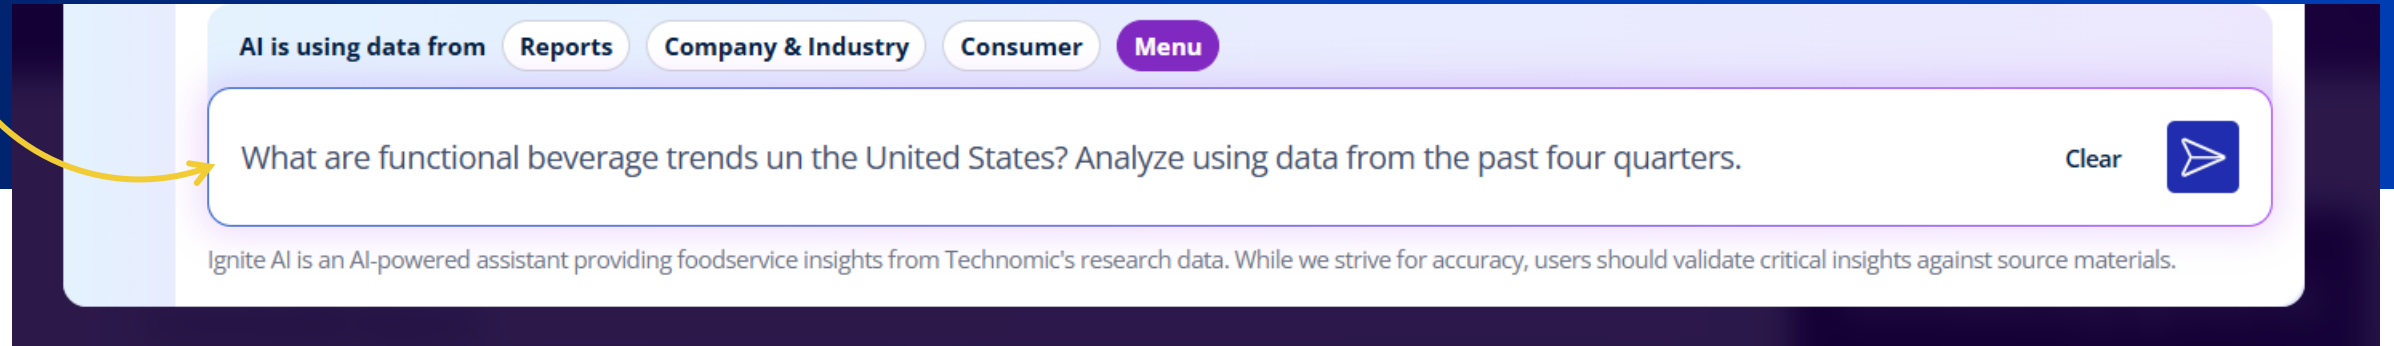 AI is using data from Reports Company & Industry Consumer Menu
What are functional beverage trends un the United States? Analyze using data from the past four quarters. Clear
Ignite AI is an AI-powered assistant providing foodservice insights from Technomic's research data. While we strive for accuracy, users should validate critical insights against source materials.